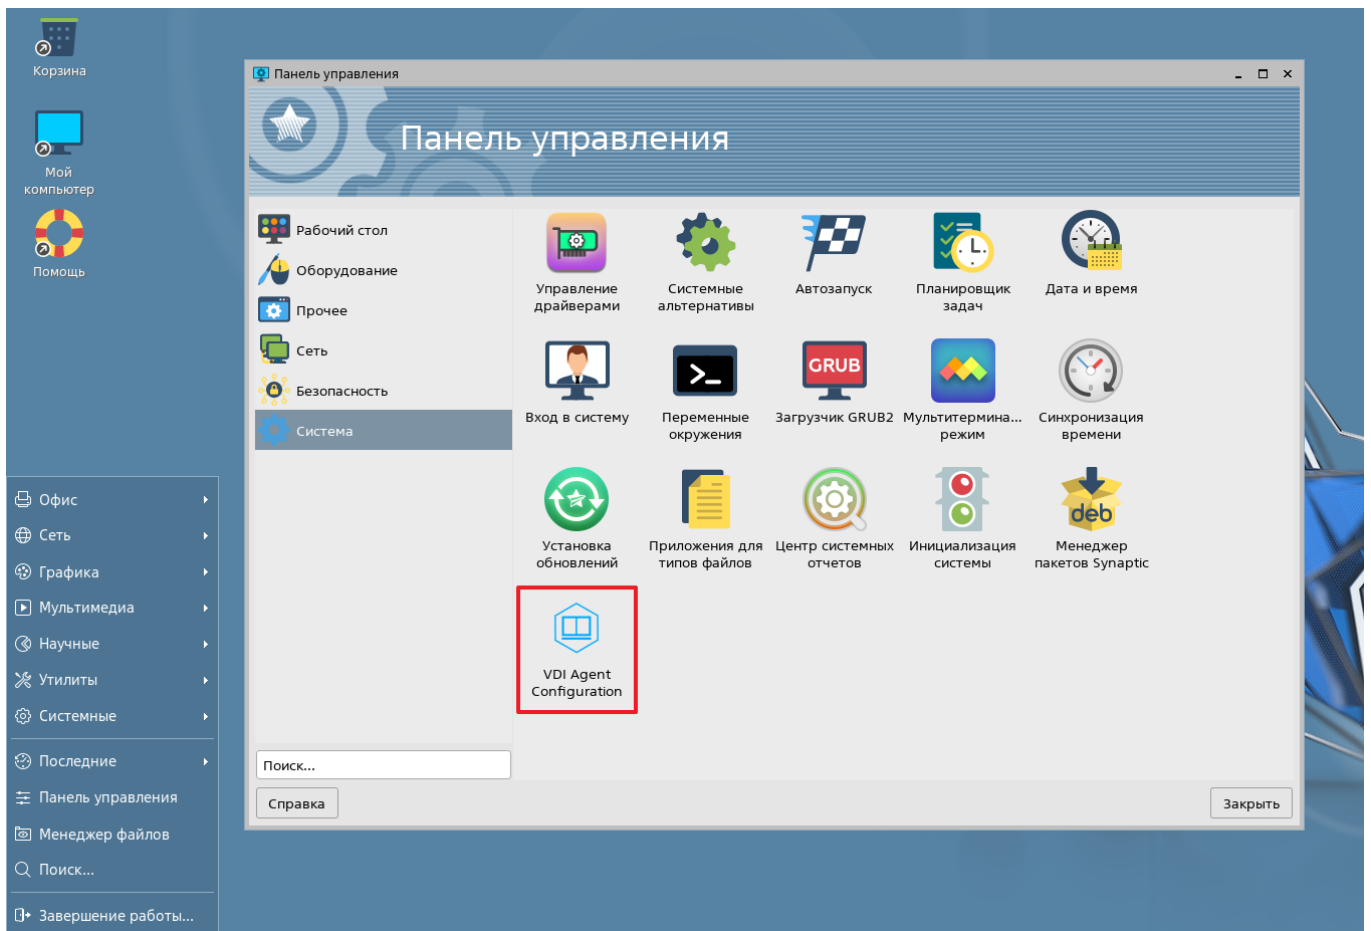 Корзина
Мой
компьютер
Помощь
Панель управления
Панель управления
Рабочий стол
Оборудование
Прочее
Сеть
Безопасность
Система
Управление
драйверами
Системные
альтернативы
Автозапуск
Планировщик
задач
Дата и время
Вход в систему
Переменные
окружения
GRUB
Загрузчик GRUB2
Мультитермина...
режим
Синхронизация
времени
Установка
обновлений
Приложения для
типов файлов
Центр системных
отчетов
Инициализация
системы
deb
Менеджер
пакетов Synaptic
VDI Agent
Configuration
Поиск...
Справка
Закрыть
Офис
Сеть
Графика
Мультимедиа
Научные
Утилиты
Системные
Последние
Панель управления
Менеджер файлов
Поиск...
Завершение работы...